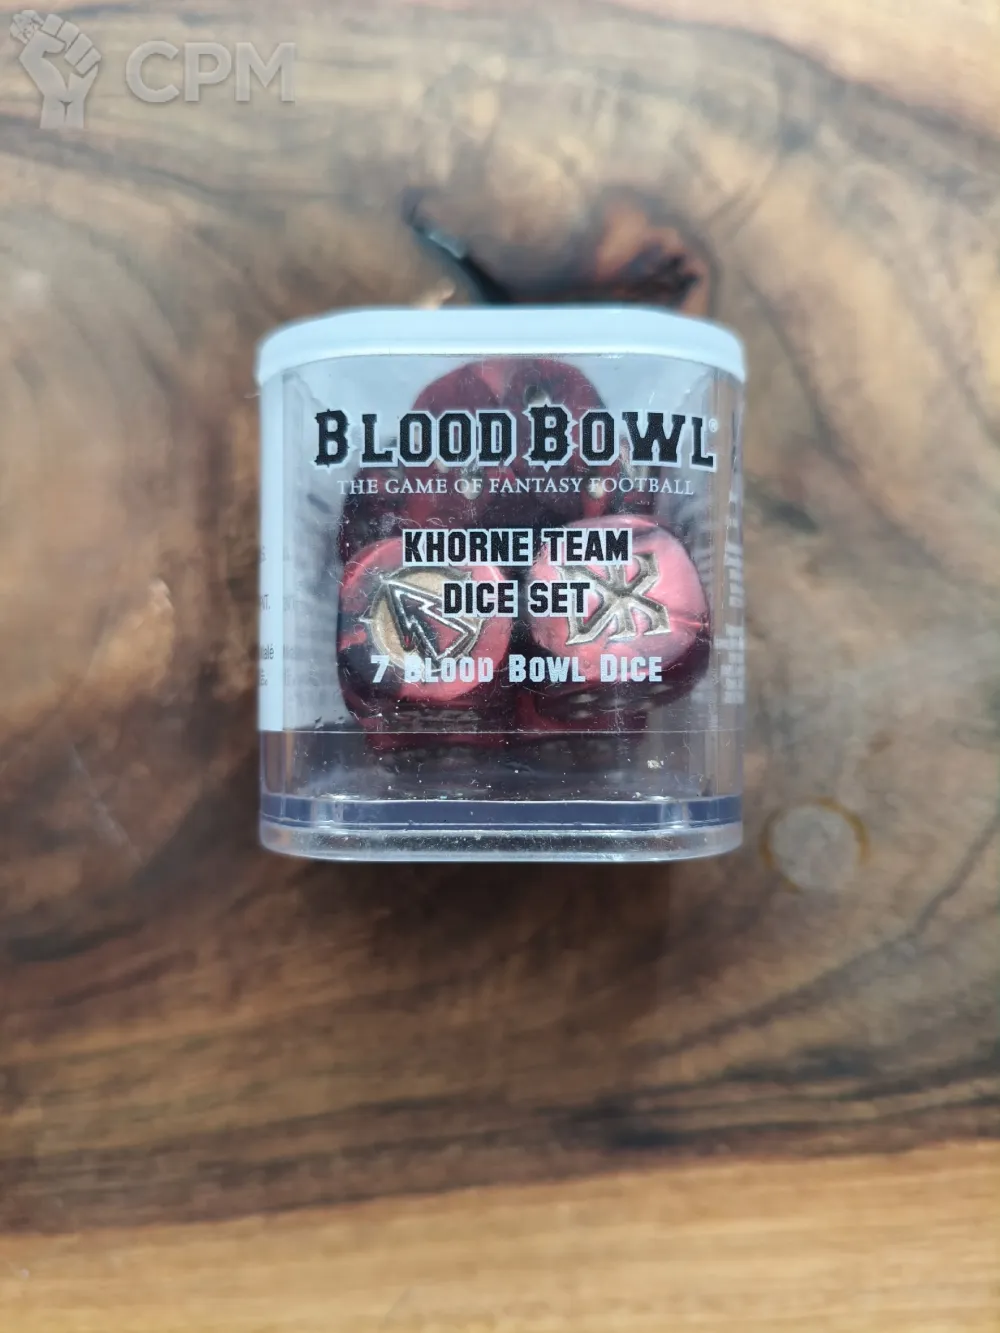 CPM
BLOOD BOWL®
THE GAME OF FANTASY FOOTBALL
KHORNE TEAM
DICE SET
7 BLOOD BOWL DICE